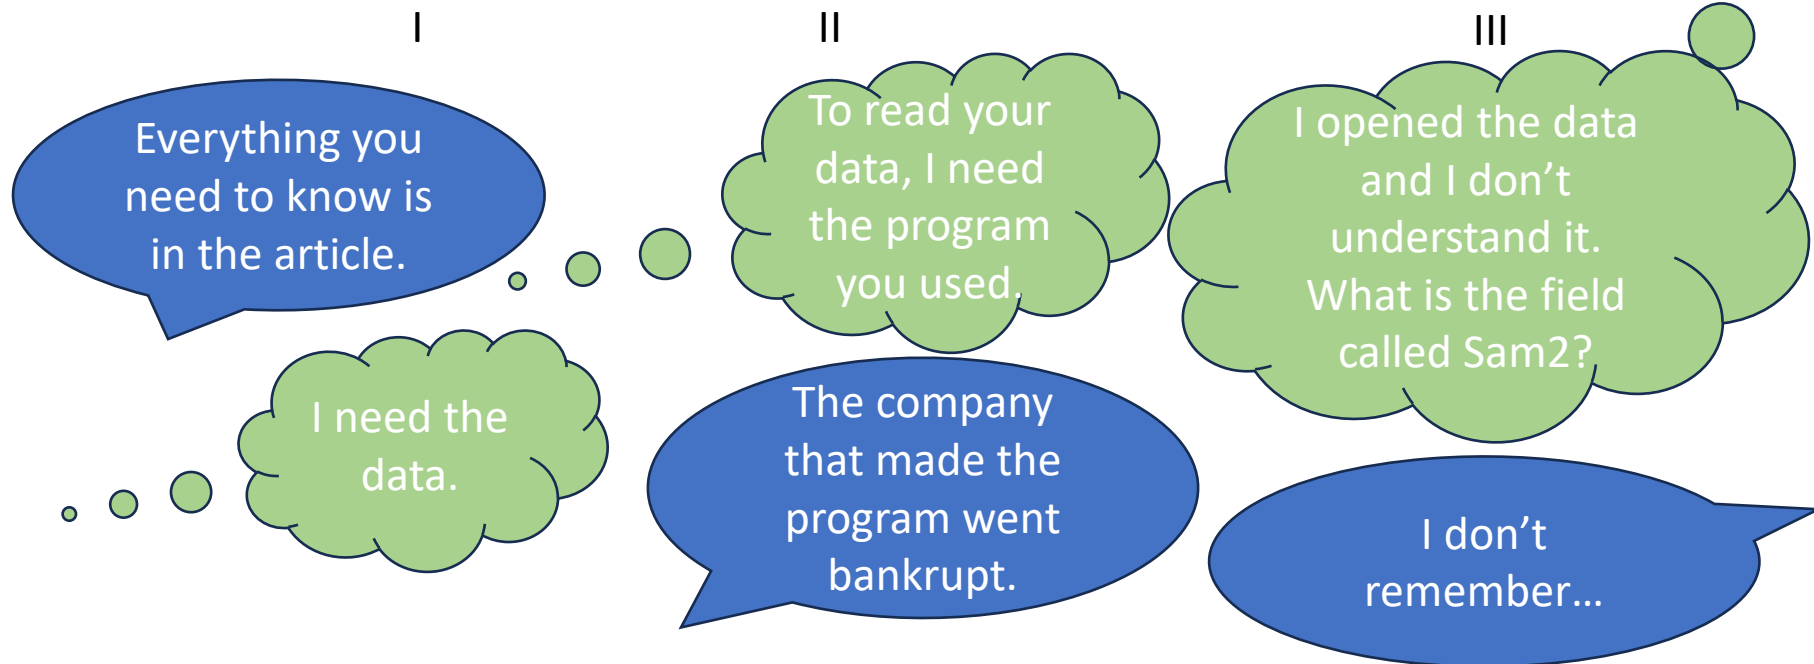 I
Everything you
need to know is
in the article.
I need the
data.
II
To read your
data, I need
the program
you used.
The company
that made the
program went
bankrupt.
III
I opened the data
and I don’t
understand it.
What is the field
called Sam2?
I don’t
remember…